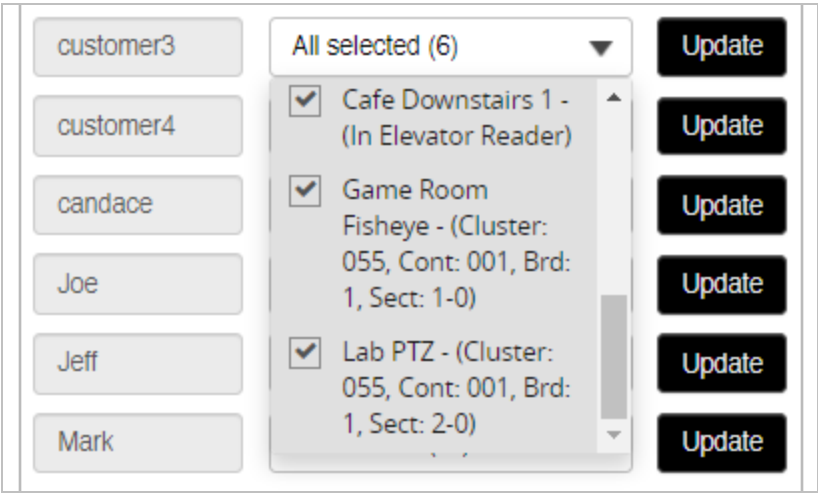 customer3 All selected (6) Update
Cafe Downstairs 1 -
customer4 (In Elevator Reader) Update
candace Game Room Update
Fisheye - (Cluster:
055, Cont: 001, Brd:
Joe 1, Sect: 1-0) Update
Jeff Lab PTZ - (Cluster: Update
055, Cont: 001, Brd:
Mark 1, Sect: 2-0) Update